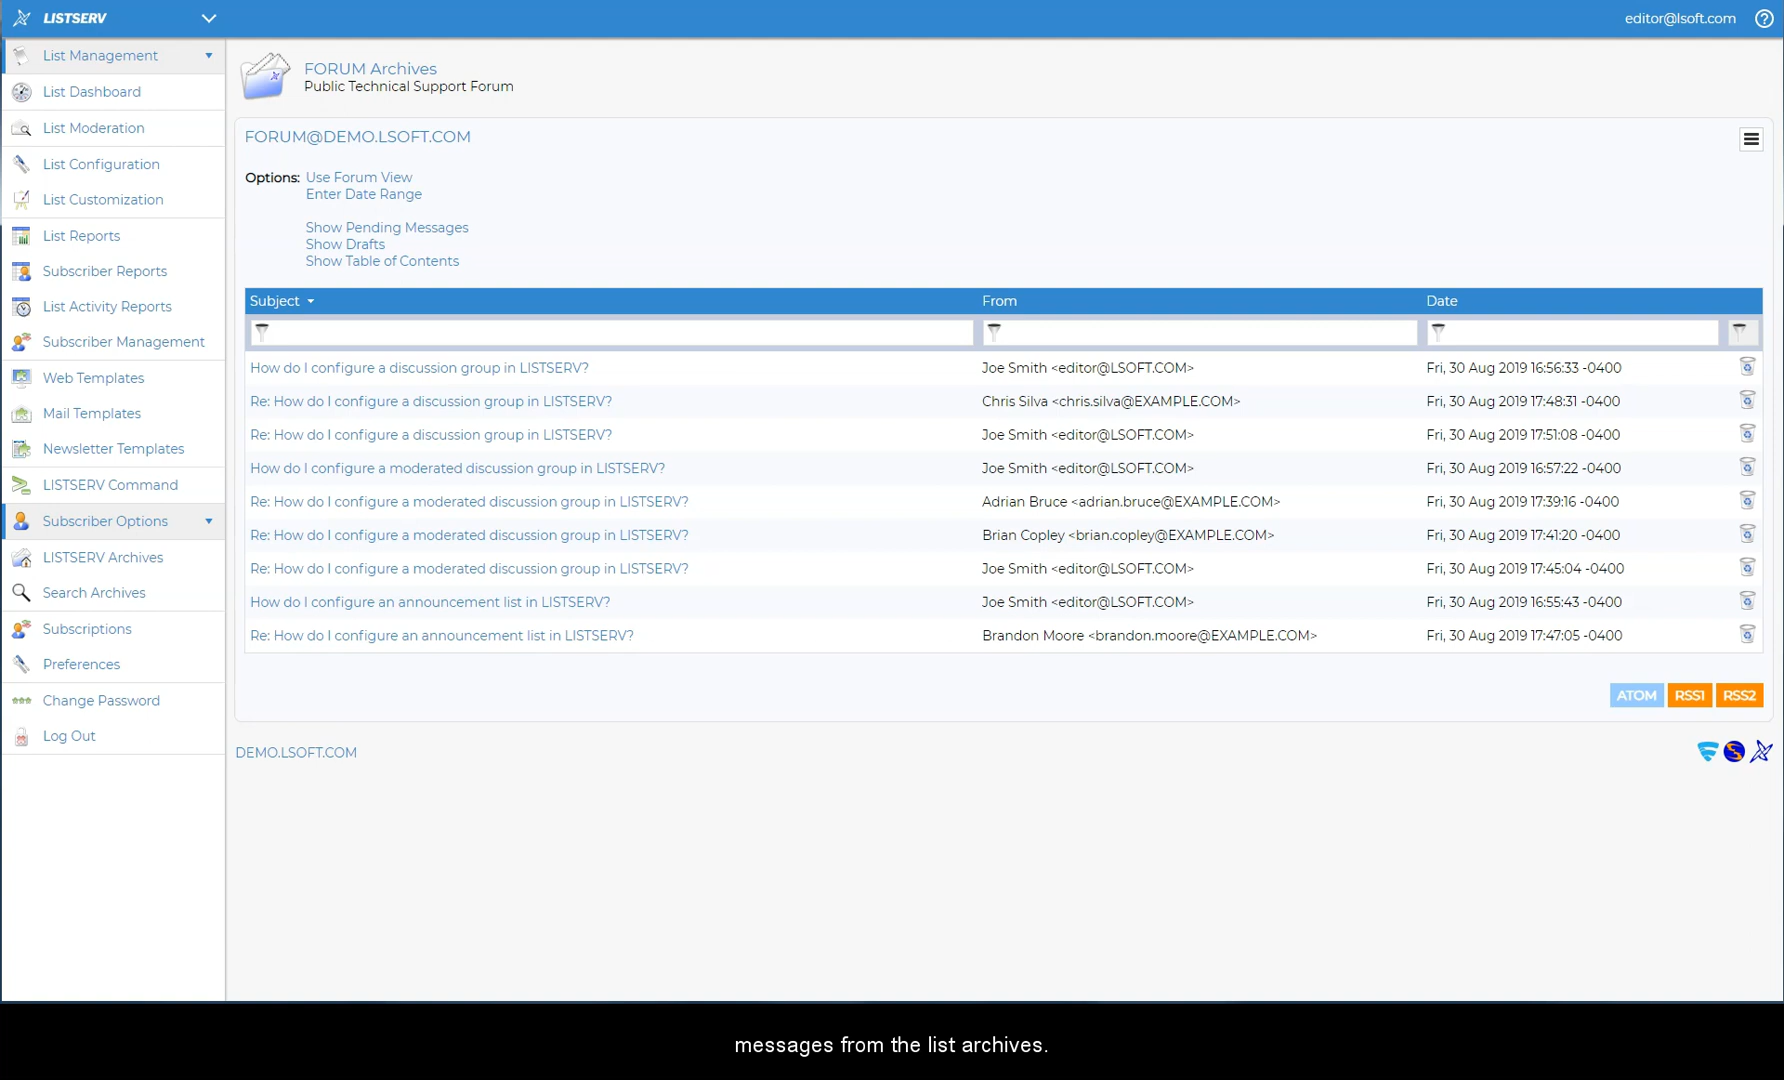 LISTSERV
editor@lsoft.com
List Management
List Dashboard
List Moderation
List Configuration
List Customization
List Reports
Subscriber Reports
List Activity Reports
Subscriber Management
Web Templates
Mail Templates
Newsletter Templates
LISTSERV Command
Subscriber Options
LISTSERV Archives
Search Archives
Subscriptions
Preferences
Change Password
Log Out
FORUM Archives
Public Technical Support Forum
FORUM@DEMO.LSOFT.COM
Options: Use Forum View
Enter Date Range
Show Pending Messages
Show Drafts
Show Table of Contents
Subject From Date
How do I configure a discussion group in LISTSERV? Joe Smith <editor@LSOFT.COM> Fri, 30 Aug 2019 16:56:33 -0400
Re: How do I configure a discussion group in LISTSERV? Chris Silva <chris.silva@EXAMPLE.COM> Fri, 30 Aug 2019 17:48:31 -0400
Re: How do I configure a discussion group in LISTSERV? Joe Smith <editor@LSOFT.COM> Fri, 30 Aug 2019 17:51:08 -0400
How do I configure a moderated discussion group in LISTSERV? Joe Smith <editor@LSOFT.COM> Fri, 30 Aug 2019 16:57:22 -0400
Re: How do I configure a moderated discussion group in LISTSERV? Adrian Bruce <adrian.bruce@EXAMPLE.COM> Fri, 30 Aug 2019 17:39:16 -0400
Re: How do I configure a moderated discussion group in LISTSERV? Brian Copley <brian.copley@EXAMPLE.COM> Fri, 30 Aug 2019 17:41:20 -0400
Re: How do I configure a moderated discussion group in LISTSERV? Joe Smith <editor@LSOFT.COM> Fri, 30 Aug 2019 17:45:04 -0400
How do I configure an announcement list in LISTSERV? Joe Smith <editor@LSOFT.COM> Fri, 30 Aug 2019 16:55:43 -0400
Re: How do I configure an announcement list in LISTSERV? Brandon Moore <brandon.moore@EXAMPLE.COM> Fri, 30 Aug 2019 17:47:05 -0400
ATOM RSS1 RSS2
DEMO.LSOFT.COM
messages from the list archives.